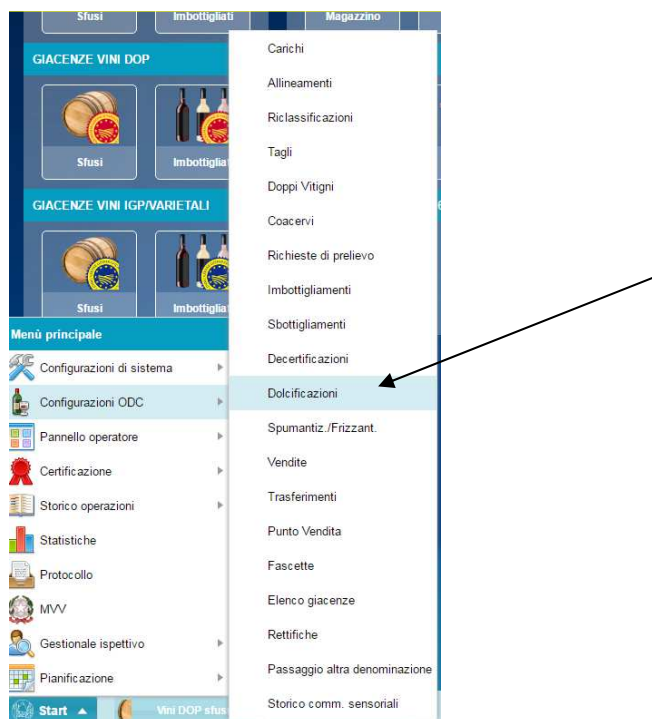 Sfusi
Imbottigliati
Magazzino
GIACENZE VINI DOP
Sfusi
Imbottigliat
GIACENZE VINI IGP/VARIETALI
Sfusi
Imbottigliat
Menù principale
Configurazioni di sistema
Configurazioni ODC
Pannello operatore
Certificazione
Storico operazioni
Statistiche
Protocollo
MVV
Gestionale ispettivo
Pianificazione
Start
Vini DOP sfus
Carichi
Allineamenti
Riclassificazioni
Tagli
Doppi Vitigni
Coacervi
Richieste di prelievo
Imbottigliamenti
Sbottigliamenti
Decertificazioni
Dolcificazioni
Spumantiz./Frizzant.
Vendite
Trasferimenti
Punto Vendita
Fascette
Elenco giacenze
Rettifiche
Passaggio altra denominazione
Storico comm. sensoriali